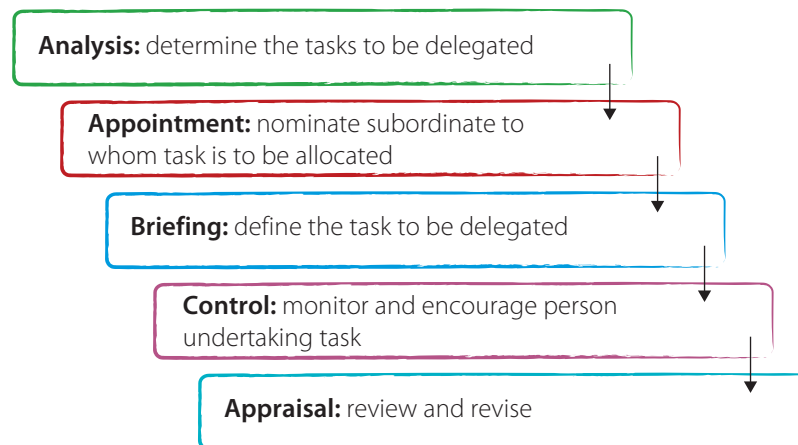 Analysis: determine the tasks to be delegated
Appointment: nominate subordinate to
whom task is to be allocated
Briefing: define the task to be delegated
Control: monitor and encourage person
undertaking task
Appraisal: review and revise